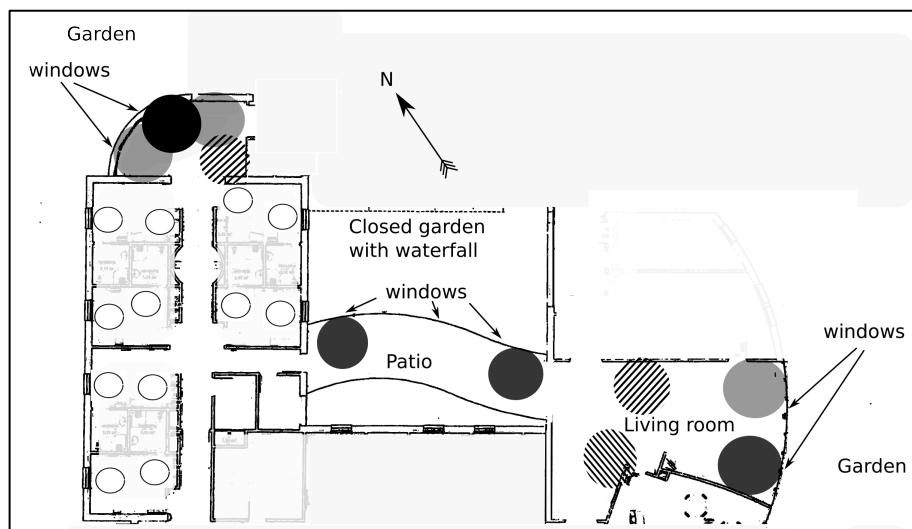 Garden
windows
N
Closed garden
with waterfall
windows
windows
Patio
Living room
Garden